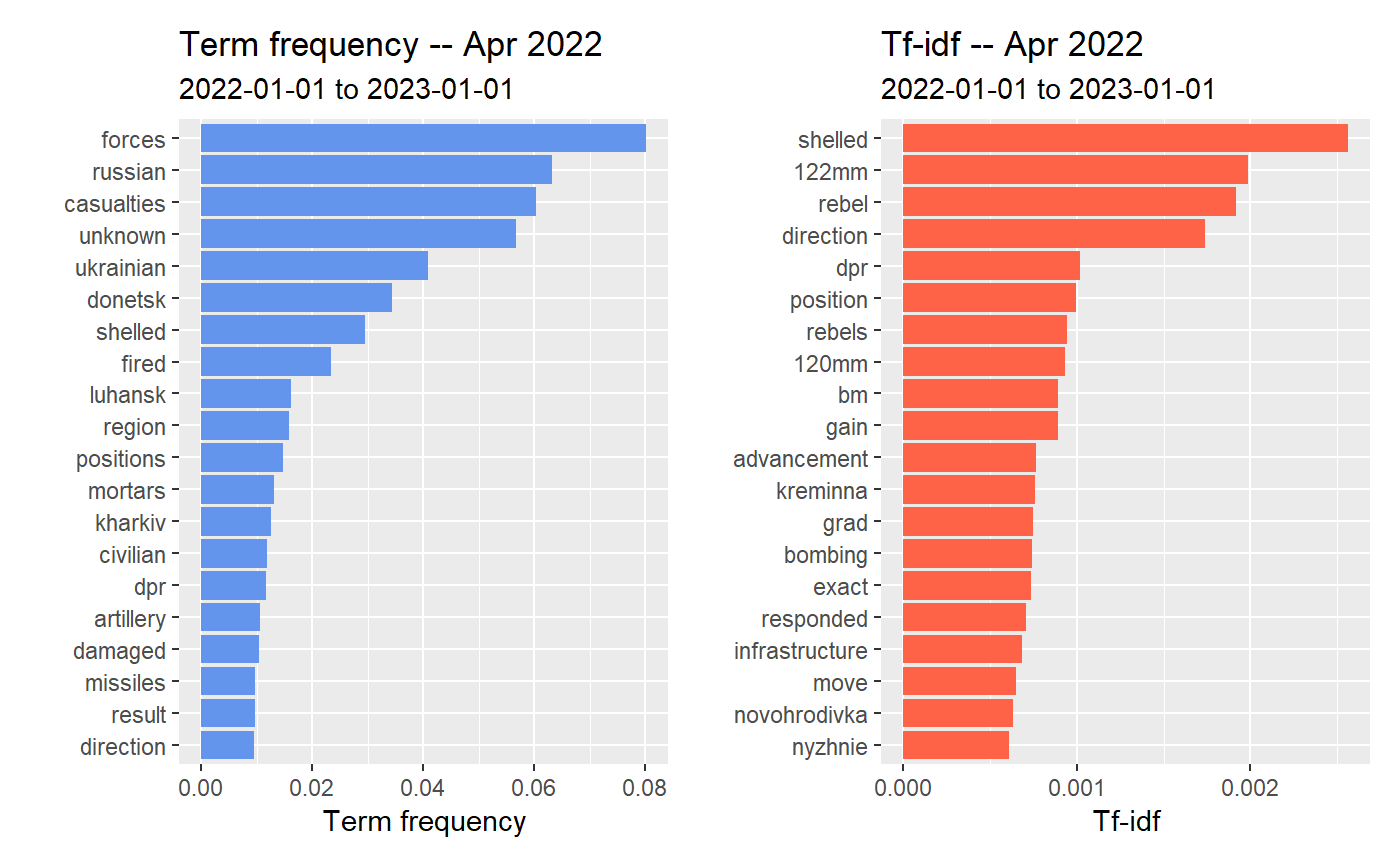 Term frequency -- Apr 2022
2022-01-01 to 2023-01-01
forces
russian
casualties
unknown
ukrainian
donetsk
shelled
fired
luhansk
region
positions
mortars
kharkiv
civilian
dpr
artillery
damaged
missiles
result
direction
0.00 0.02 0.04 0.06 0.08
Term frequency
Tf-idf -- Apr 2022
2022-01-01 to 2023-01-01
shelled
122mm
rebel
direction
dpr
position
rebels
120mm
bm
gain
advancement
kreminna
grad
bombing
exact
responded
infrastructure
move
novohrodivka
nyzhnie
0.000 0.001 0.002
Tf-idf